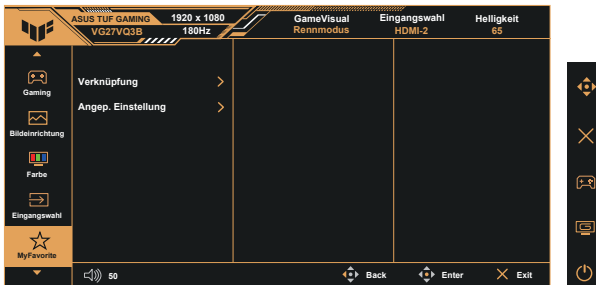 ASUS TUF GAMING 1920 x 1080 GameVisual Eingangswahl Helligkeit
VG27VQ3B 180Hz Rennmodus HDMI-2 65
Gaming
Verknüpfung
Angep. Einstellung
Bildeinrichtung
Farbe
Eingangswahl
MyFavorite
50 Back Enter Exit